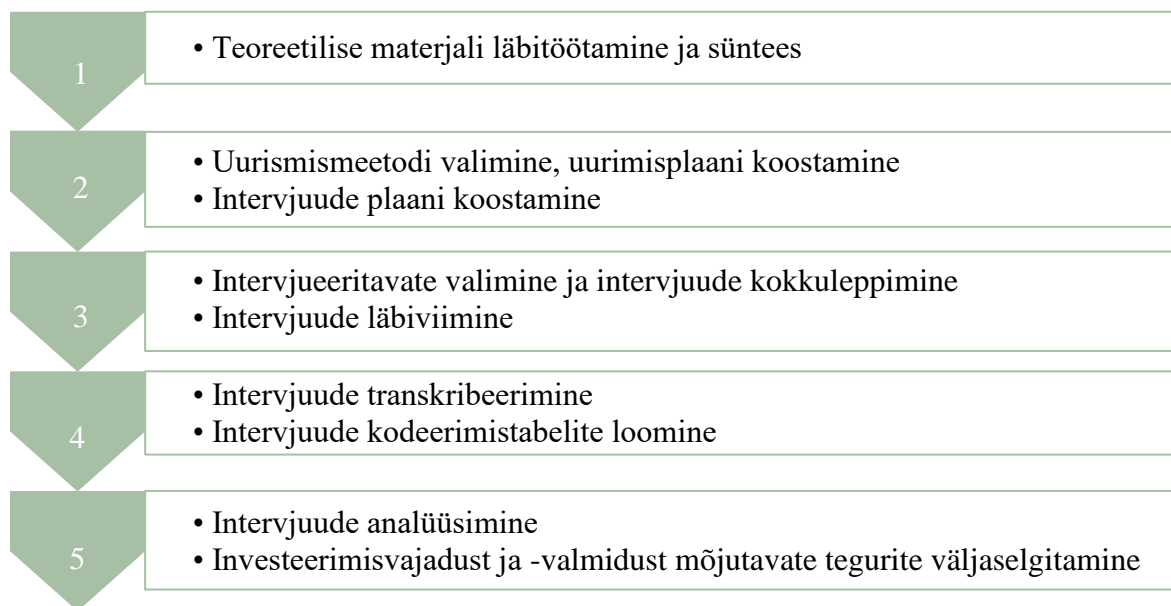 1
• Teoreetilise materjali läbitöötamine ja süntees
2
• Uurismismeetodi valimine, uurimisplaani koostamine
• Intervjuude plaani koostamine
3
• Intervjueeritavate valimine ja intervjuude kokkuleppimine
• Intervjuude läbiviimine
4
• Intervjuude transkribeerimine
• Intervjuude kodeerimistabelite loomine
5
• Intervjuude analüüsimine
• Investeerimisvajadust ja -valmidust mõjutavate tegurite väljaselgitamine